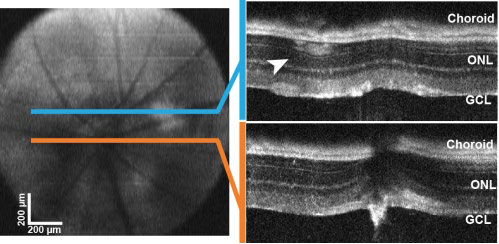 Choroid
ONL
GCL
Choroid
ONL
GCL
200 µm
200 µm